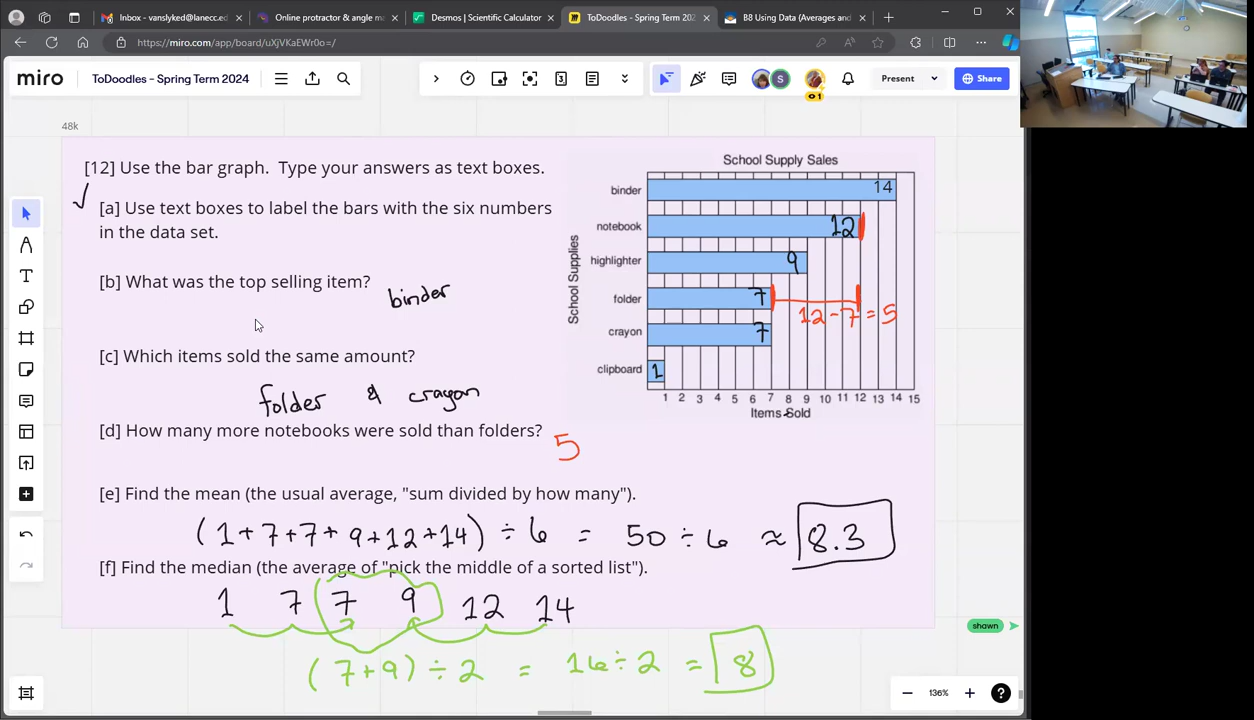 Inbox - vanslyked@lanecc.ed
Online protractor & angle m
Desmos | Scientific Calculator
ToDoodles - Spring Term 202
B8 Using Data (Averages and
https://miro.com/app/board/uXjVKaEWr0o=/
miro
ToDoodles - Spring Term 2024
Present
Share
1
48k
[12] Use the bar graph. Type your answers as text boxes.
[a] Use text boxes to label the bars with the six numbers
in the data set.
[b] What was the top selling item?
binder
[c] Which items sold the same amount?
folder & crayon
[d] How many more notebooks were sold than folders?
5
[e] Find the mean (the usual average, "sum divided by how many").
(1+7+7+9+12+14) ÷ 6 = 50 ÷ 6 ≈ 8.3
[f] Find the median (the average of "pick the middle of a sorted list").
1 7 7 9 12 14
(7+9) ÷ 2 = 16 ÷ 2 = 8
School Supply Sales
School Supplies
binder 14
notebook 12
highlighter 9
folder 7
12 - 7 = 5
crayon 7
clipboard 1
1 2 3 4 5 6 7 8 9 10 11 12 13 14 15
Items Sold
shawn
136%